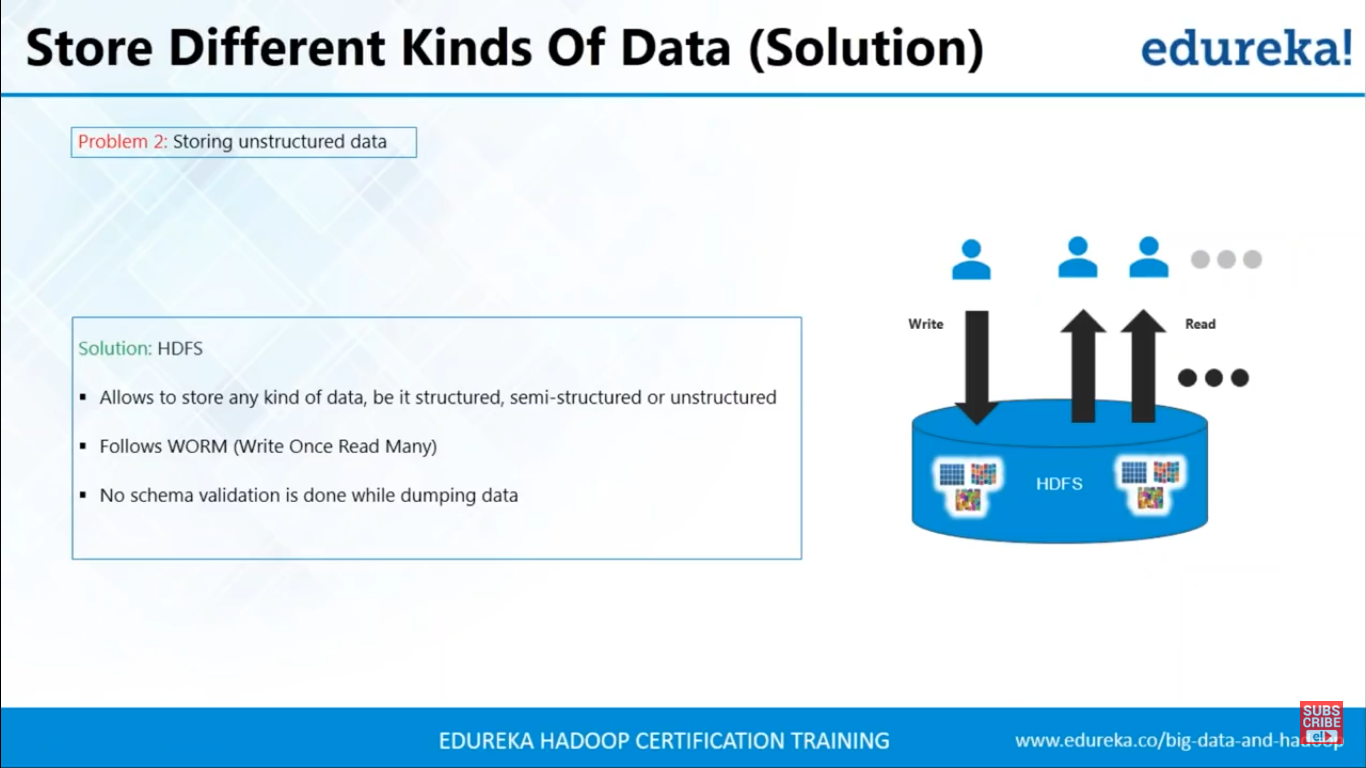 Store Different Kinds Of Data (Solution)
edureka!
Problem 2: Storing unstructured data
Solution: HDFS
▪ Allows to store any kind of data, be it structured, semi-structured or unstructured
▪ Follows WORM (Write Once Read Many)
▪ No schema validation is done while dumping data
Write
Read
HDFS
EDUREKA HADOOP CERTIFICATION TRAINING
www.edureka.co/big-data-and-hadoop
SUBS
CRIBE
e!